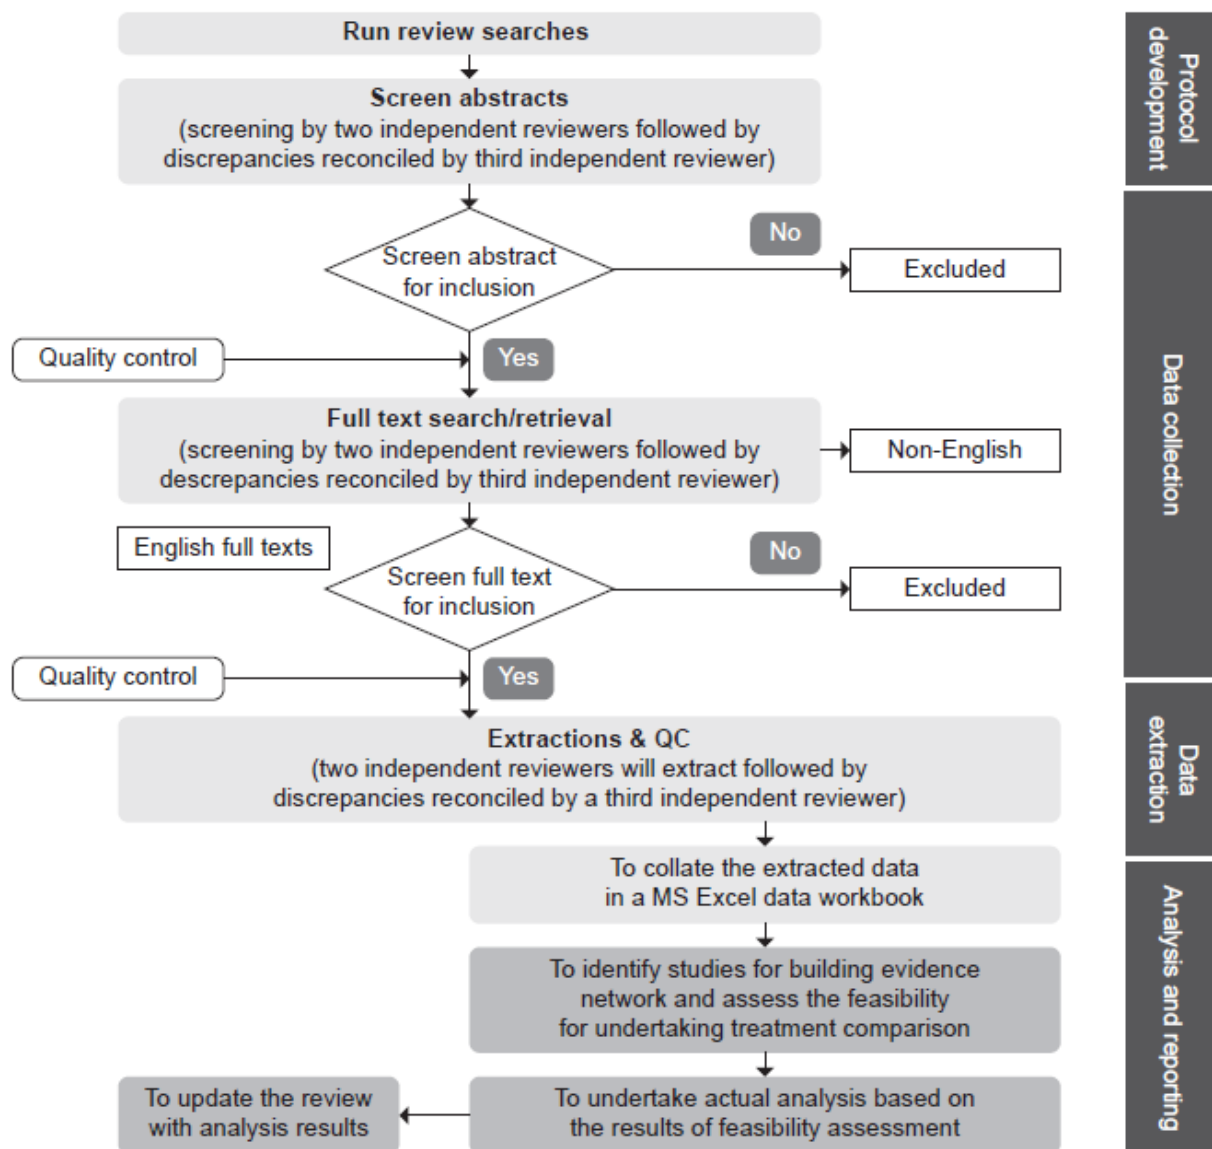 Run review searches
Screen abstracts
(screening by two independent reviewers followed by
discrepancies reconciled by third independent reviewer)
Protocol
development
Screen abstract
for inclusion
No
Excluded
Quality control
Yes
Full text search/retrieval
(screening by two independent reviewers followed by
descrepancies reconciled by third independent reviewer)
Non-English
English full texts
Screen full text
for inclusion
No
Excluded
Quality control
Yes
Data collection
Extractions & QC
(two independent reviewers will extract followed by
discrepancies reconciled by a third independent reviewer)
Data
extraction
To collate the extracted data
in a MS Excel data workbook
To identify studies for building evidence
network and assess the feasibility
for undertaking treatment comparison
To undertake actual analysis based on
the results of feasibility assessment
To update the review
with analysis results
Analysis and reporting